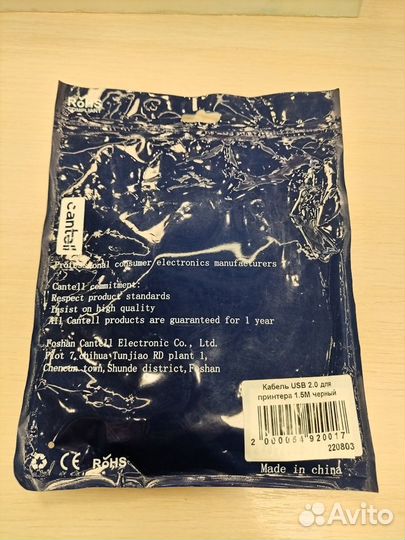 RoHS
Cantell
Professional consumer electronics manufacturers
Cantell commitment:
Respect product standards
Insist on high quality
All Cantell products are guaranteed for 1 year
Foshan Cantell Electronic Co., Ltd.
Plot 7, chihua Tunjiao RD plant 1,
Chencun town, Shunde district, Foshan
Кабель USB 2.0 для
принтера 1.5М черный
2000064920017
220803
CE RoHS
Made in china
Avito